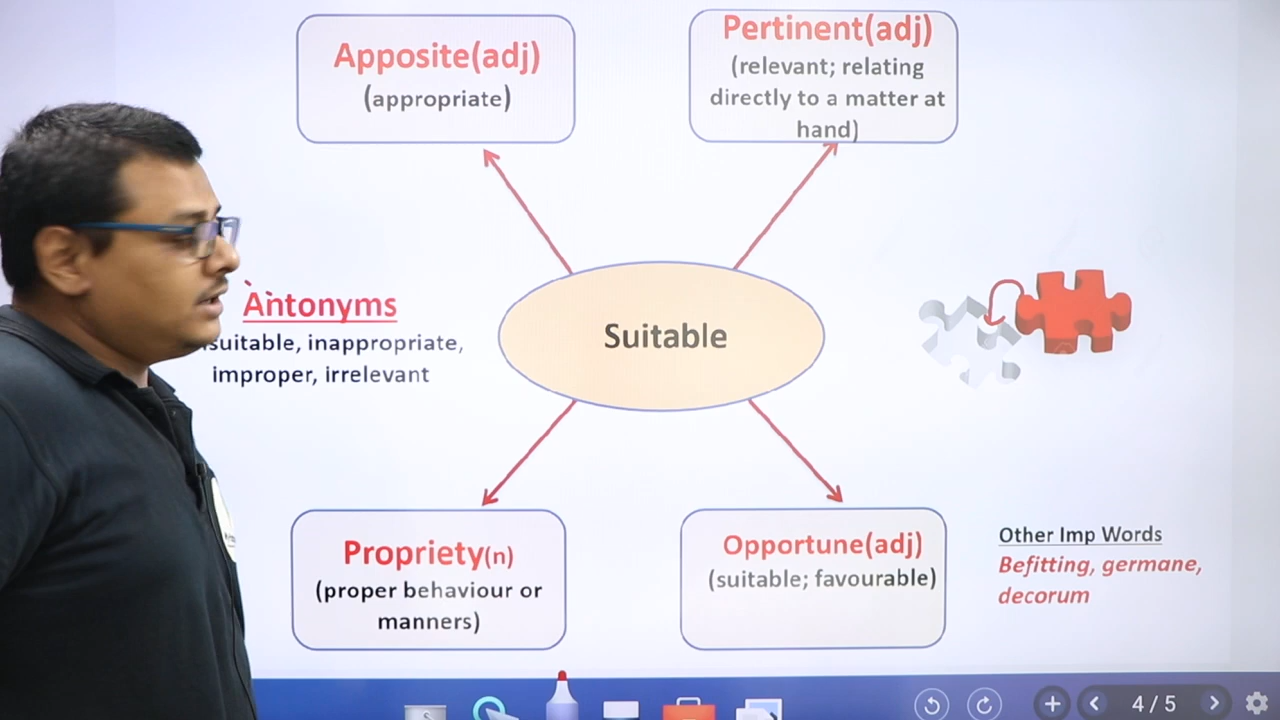 Apposite(adj)
(appropriate)
Pertinent(adj)
(relevant; relating
directly to a matter at
hand)
Antonyms
inappropriate,
improper, irrelevant
Suitable
Propriety(n)
(proper behaviour or
manners)
Opportune(adj)
(suitable; favourable)
Other Imp Words
Befitting, germane,
decorum
4 / 5